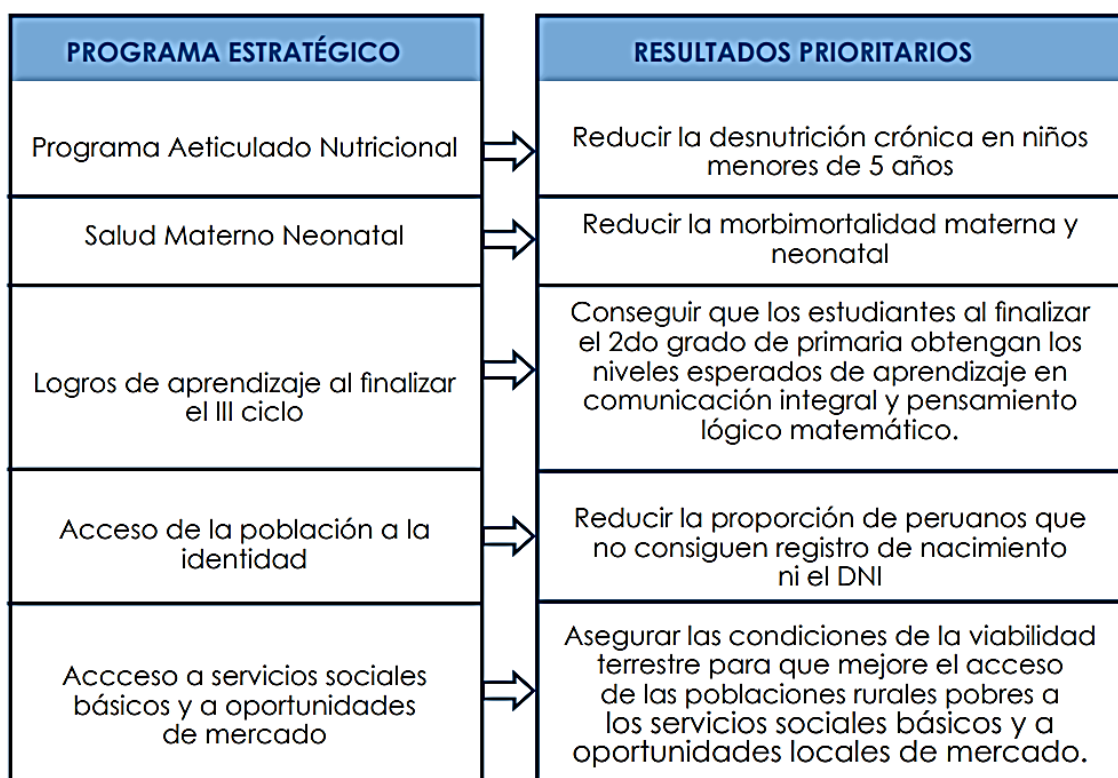 PROGRAMA ESTRATÉGICO
RESULTADOS PRIORITARIOS
Programa Aeticulado Nutricional
Reducir la desnutrición crónica en niños
menores de 5 años
Salud Materno Neonatal
Reducir la morbimortalidad materna y
neonatal
Logros de aprendizaje al finalizar
el III ciclo
Conseguir que los estudiantes al finalizar
el 2do grado de primaria obtengan los
niveles esperados de aprendizaje en
comunicación integral y pensamiento
lógico matemático.
Acceso de la población a la
identidad
Reducir la proporción de peruanos que
no consiguen registro de nacimiento
ni el DNI
Accceso a servicios sociales
básicos y a oportunidades
de mercado
Asegurar las condiciones de la viabilidad
terrestre para que mejore el acceso
de las poblaciones rurales pobres a
los servicios sociales básicos y a
oportunidades locales de mercado.